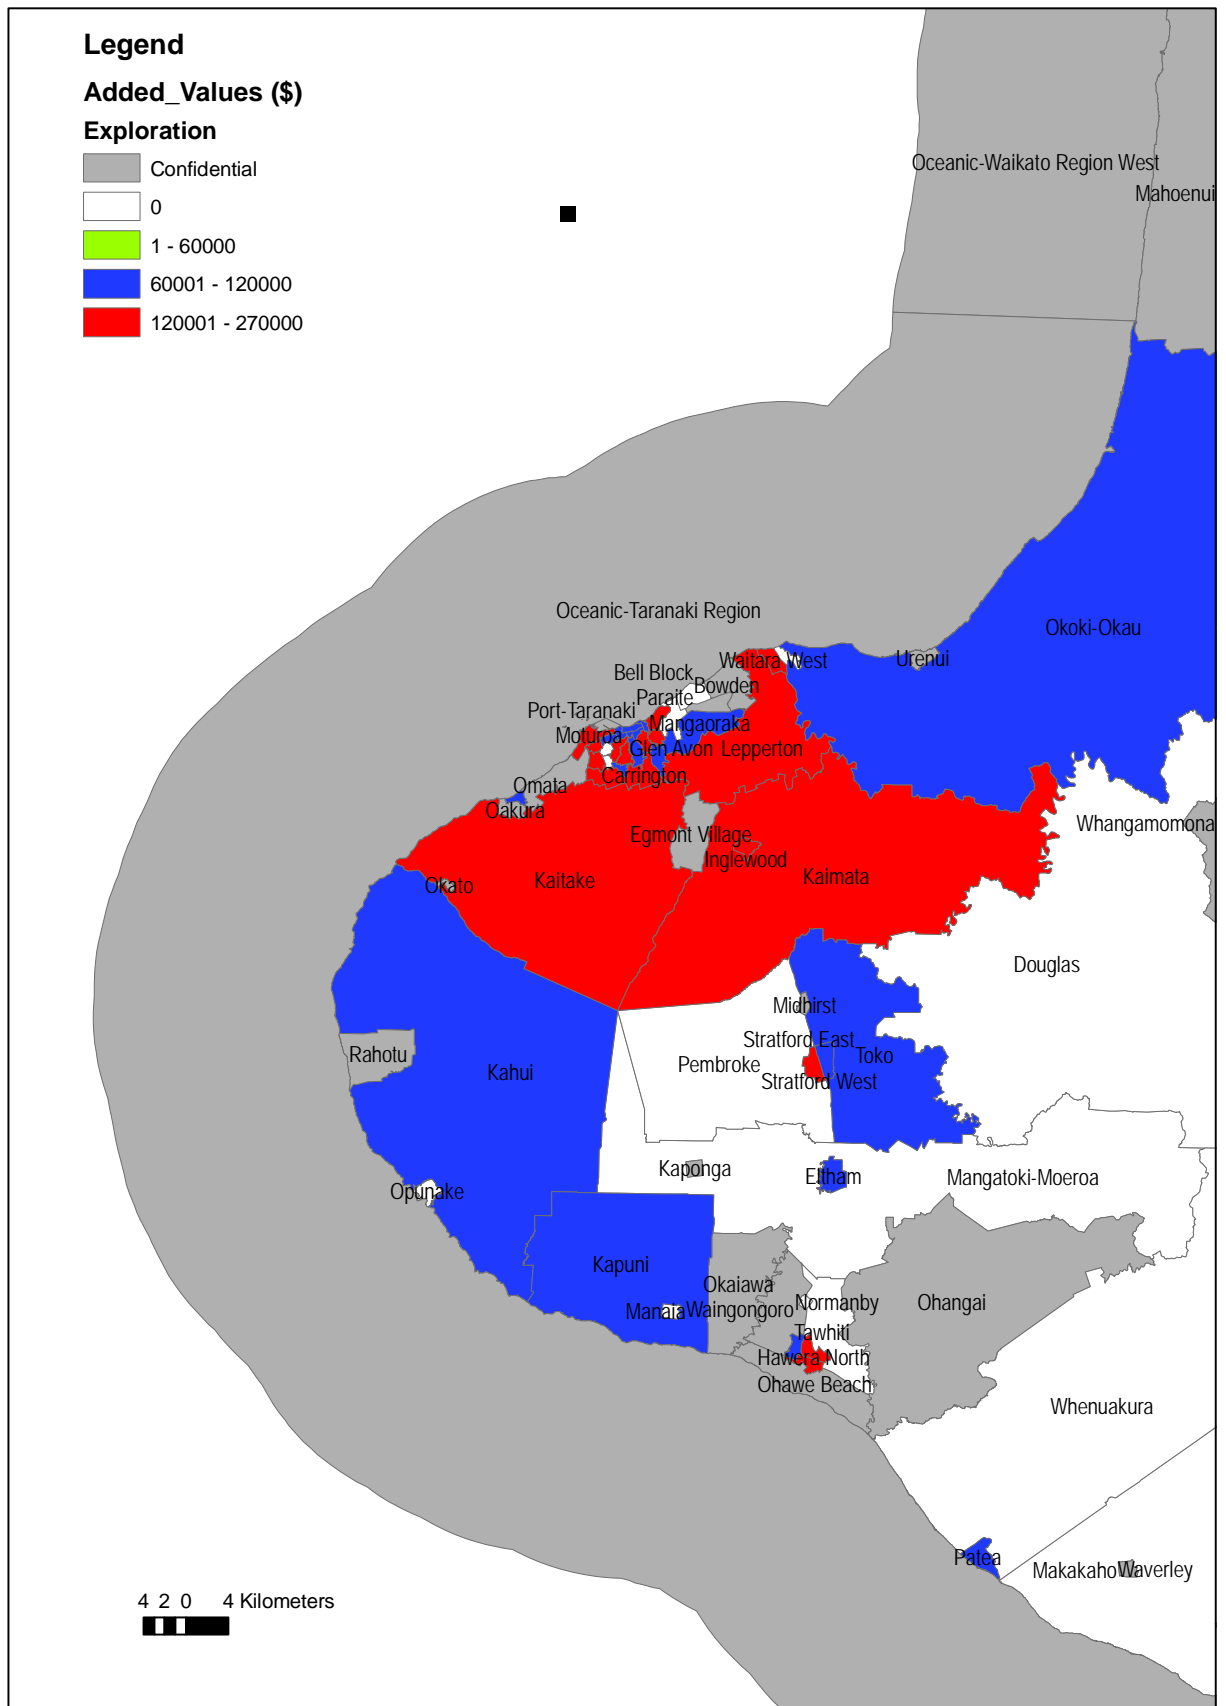 Legend
Added_Values ($)
Exploration
Confidential
0
1 - 60000
60001 - 120000
120001 - 270000
Oceanic-Waikato Region West
Mahoenui
Oceanic-Taranaki Region
Okoki-Okau
Urenui
Waitara West
Bell Block
Bowden
Paraite
Port-Taranaki
Mangaoraka
Moturoa
Glen Avon
Lepperton
Carrington
Omata
Oakura
Whangamomona
Egmont Village
Inglewood
Kaitake
Kaimata
Okato
Douglas
Midhirst
Stratford East
Rahotu
Toko
Pembroke
Kahui
Stratford West
Kaponga
Eltham
Mangatoki-Moeroa
Opunake
Kapuni
Okaiawa
Manaia
Waingongoro
Normanby
Ohangai
Tawhiti
Hawera North
Ohawe Beach
Whenuakura
Patea
Makakaho
Waverley
4 2 0 4 Kilometers